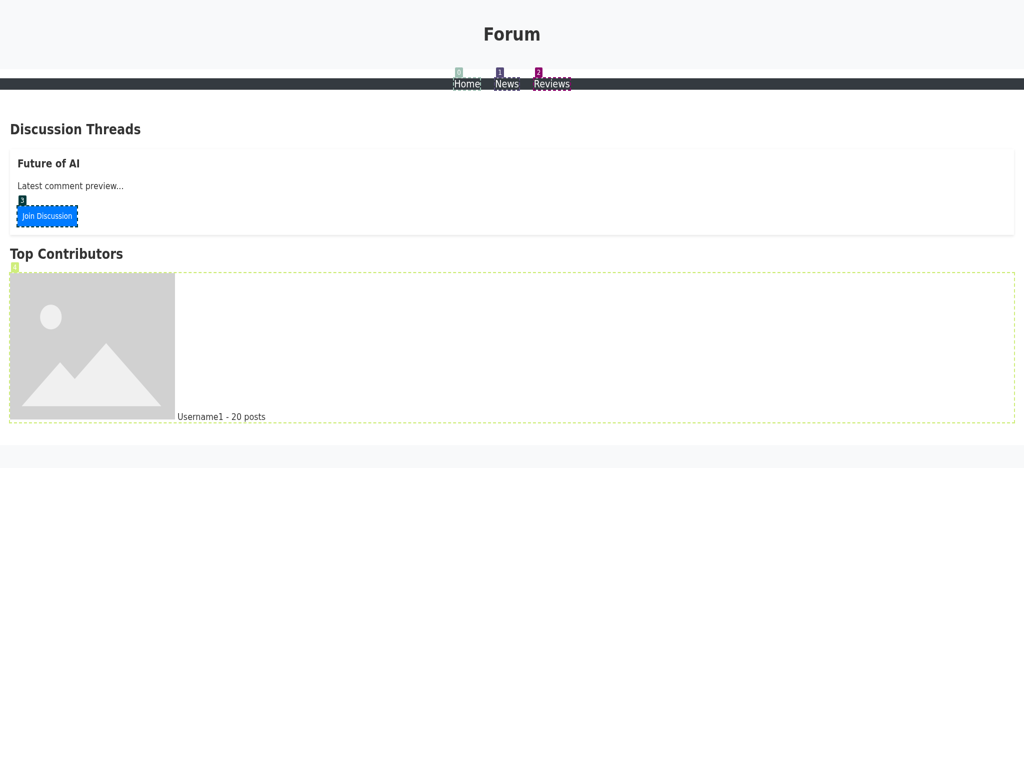 Forum
0 1 2
Home News Reviews
Discussion Threads
Future of AI
Latest comment preview...
3
Join Discussion
Top Contributors
4
Username1 - 20 posts